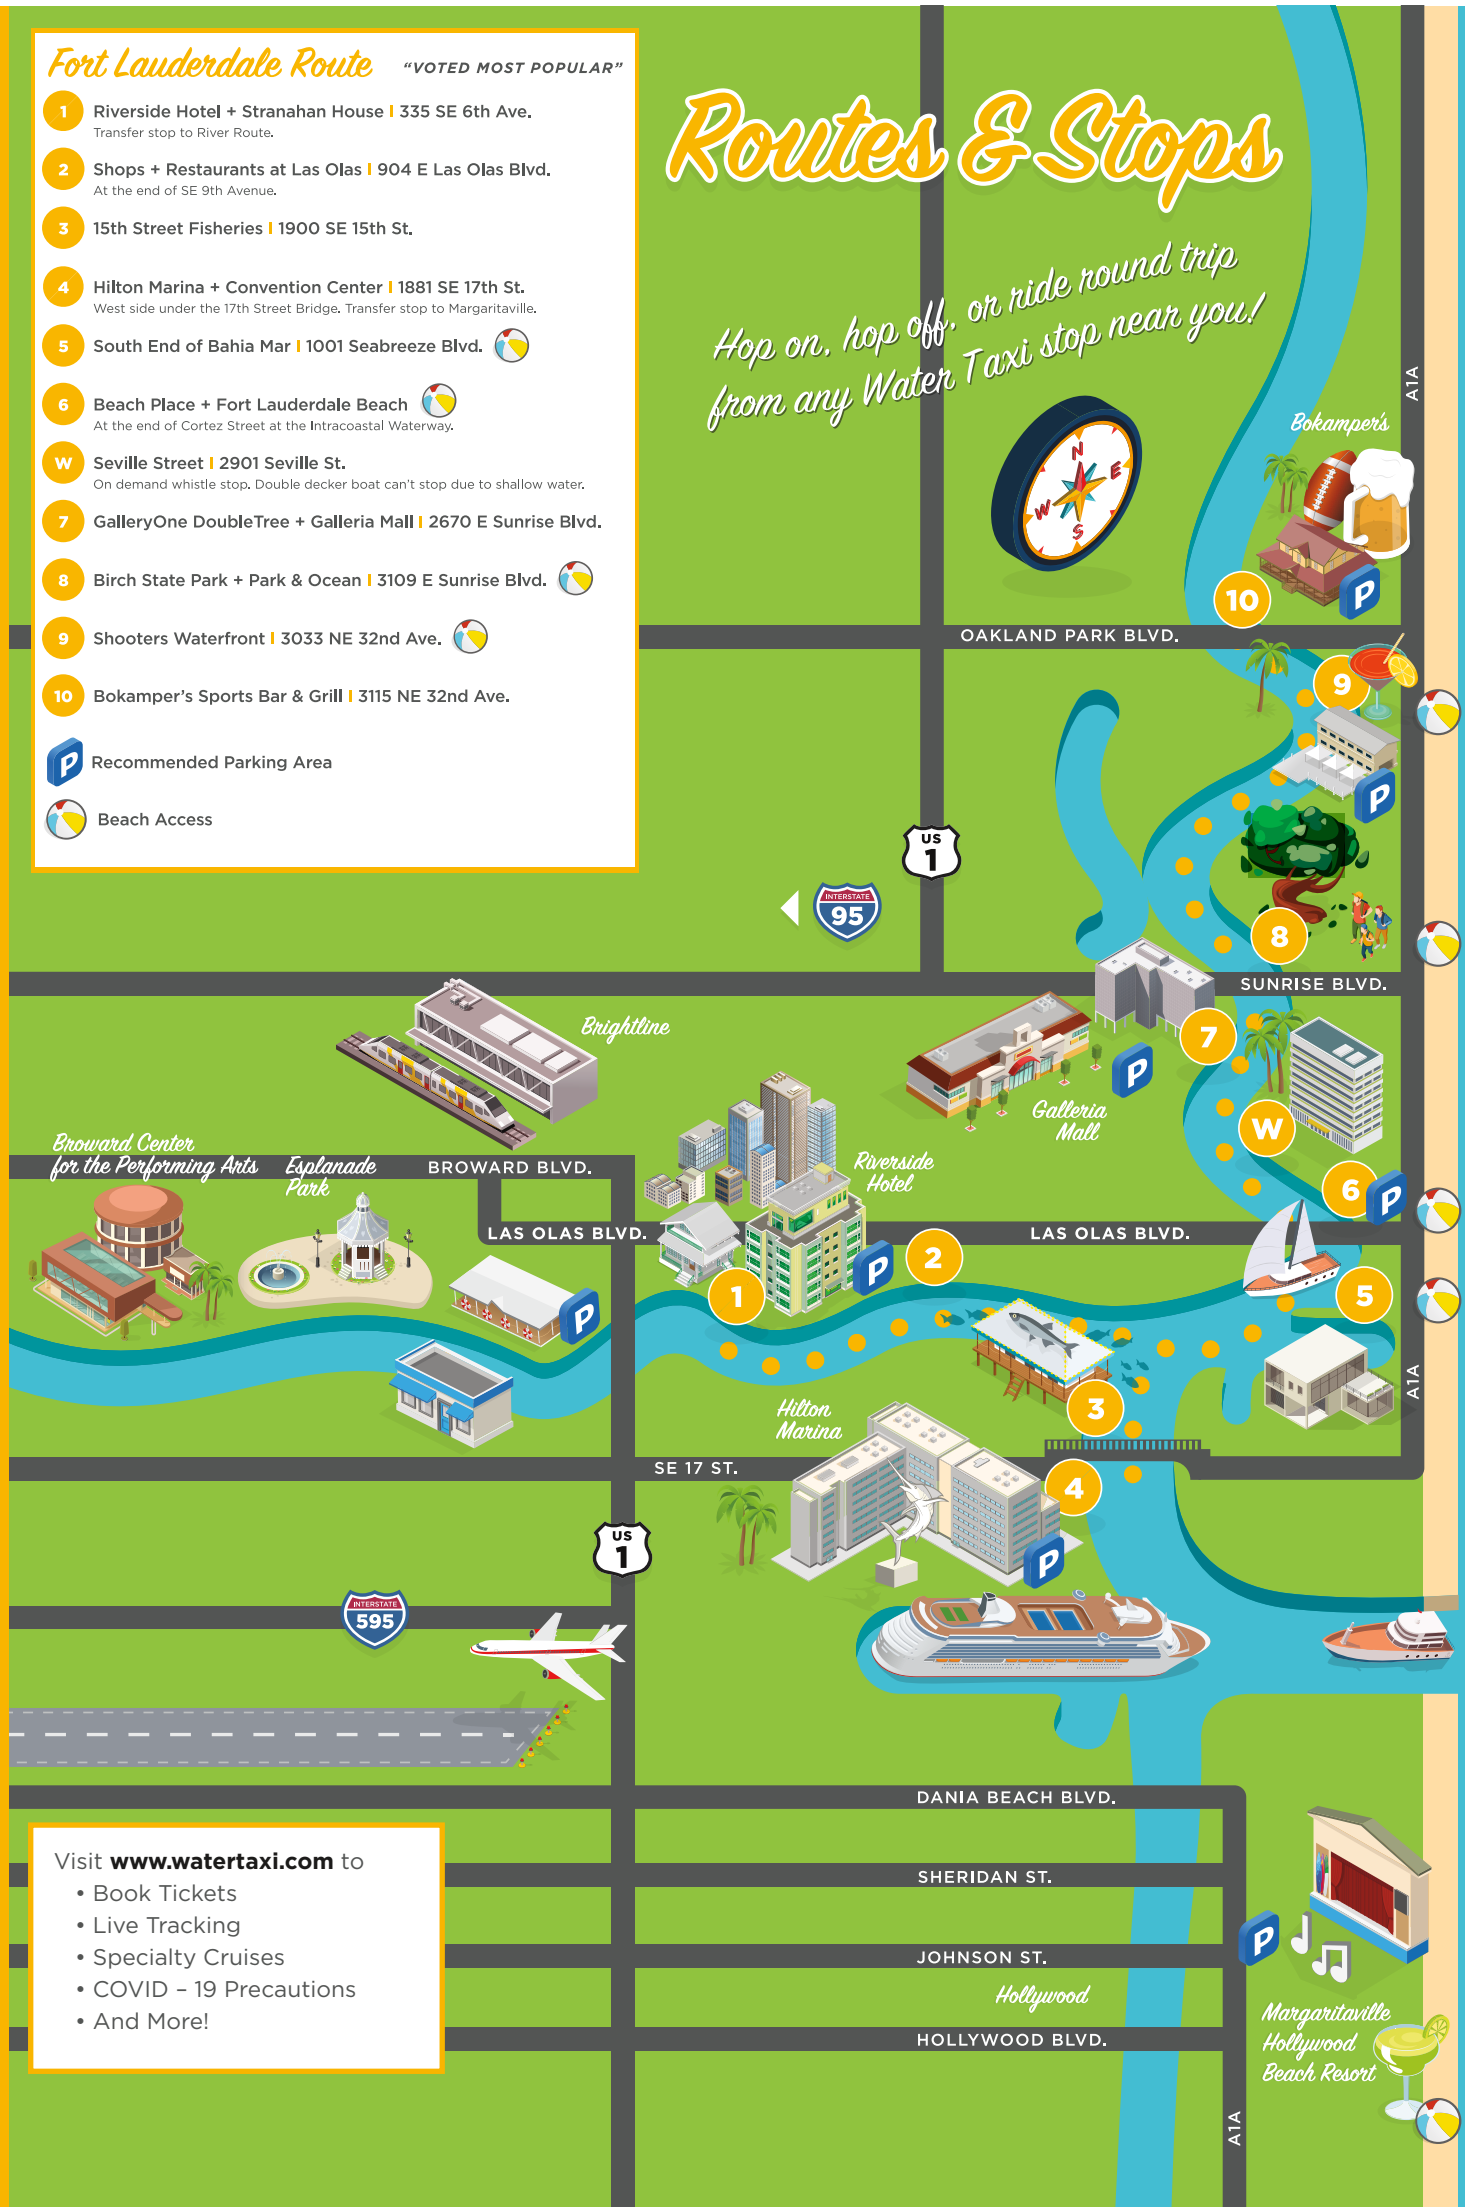 Fort Lauderdale Route "VOTED MOST POPULAR"
1 Riverside Hotel + Stranahan House | 335 SE 6th Ave.
Transfer stop to River Route.
2 Shops + Restaurants at Las Olas | 904 E Las Olas Blvd.
At the end of SE 9th Avenue.
3 15th Street Fisheries | 1900 SE 15th St.
4 Hilton Marina + Convention Center | 1881 SE 17th St.
West side under the 17th Street Bridge. Transfer stop to Margaritaville.
5 South End of Bahia Mar | 1001 Seabreeze Blvd.
6 Beach Place + Fort Lauderdale Beach
At the end of Cortez Street at the Intracoastal Waterway.
W Seville Street | 2901 Seville St.
On demand whistle stop. Double decker boat can't stop due to shallow water.
7 GalleryOne DoubleTree + Galleria Mall | 2670 E Sunrise Blvd.
8 Birch State Park + Park & Ocean | 3109 E Sunrise Blvd.
9 Shooters Waterfront | 3033 NE 32nd Ave.
10 Bokamper's Sports Bar & Grill | 3115 NE 32nd Ave.
P Recommended Parking Area
Beach Access
Routes & Stops
Hop on, hop off, or ride round trip
from any Water Taxi stop near you!
N
E
W
S
A1A
Bokamper's
P
10
OAKLAND PARK BLVD.
9
P
US
1
INTERSTATE
95
8
SUNRISE BLVD.
Brightline
7
P
Galleria
Mall
W
Broward Center
for the Performing Arts
Esplanade
Park
BROWARD BLVD.
Riverside
Hotel
6
P
LAS OLAS BLVD.
LAS OLAS BLVD.
2
P
1
5
P
A1A
3
Hilton
Marina
SE 17 ST.
4
P
US
1
INTERSTATE
595
DANIA BEACH BLVD.
Visit www.watertaxi.com to
• Book Tickets
• Live Tracking
• Specialty Cruises
• COVID – 19 Precautions
• And More!
SHERIDAN ST.
P
JOHNSON ST.
Hollywood
HOLLYWOOD BLVD.
Margaritaville
Hollywood
Beach Resort
A1A